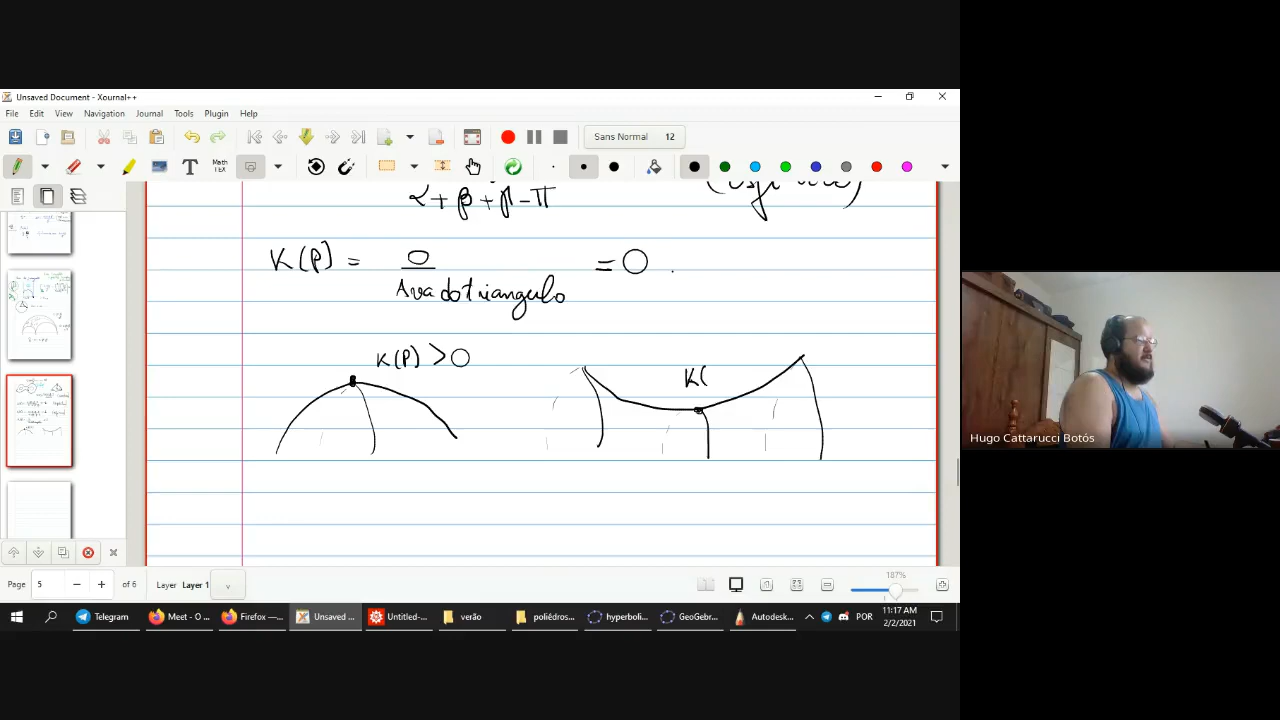 Unsaved Document - Xournal++
File Edit View Navigation Journal Tools Plugin Help
Sans Normal 12
Math
TEX
α + β + γ - π
K(P) = 0 / Area do triangulo = 0 .
K(P) > 0
K(
Hugo Cattarucci Botós
Page 5 of 6 Layer Layer 1
187%
Telegram Meet - O ... Firefox —... Unsaved ... Untitled-... verão poliédros... hyperboli... GeoGebr... Autodesk... POR
11:17 AM
2/2/2021